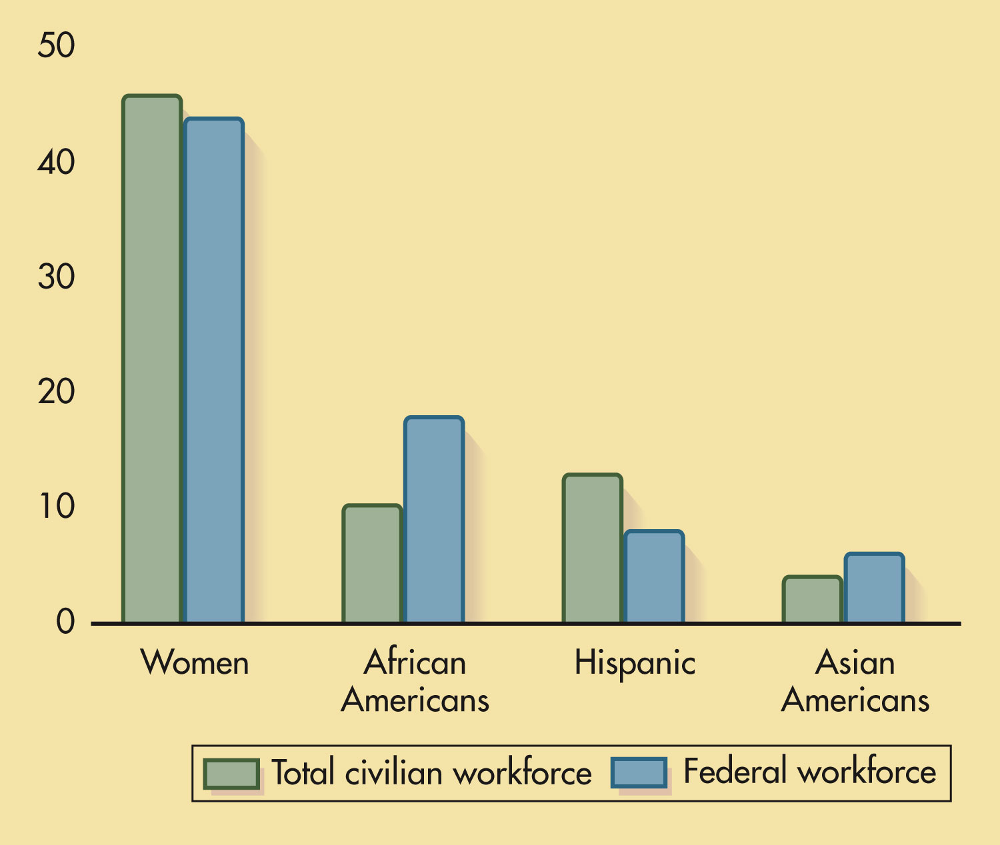 50
40
30
20
10
0
Women
African
Americans
Hispanic
Asian
Americans
Total civilian workforce
Federal workforce